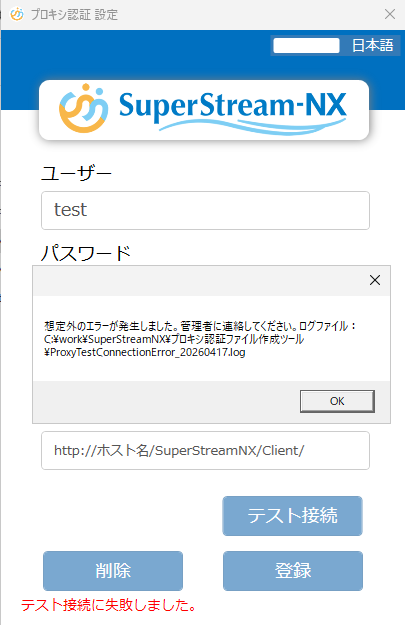 プロキシ認証 設定
日本語
SuperStream-NX
ユーザー
test
パスワード
想定外のエラーが発生しました。管理者に連絡してください。ログファイル：
C:¥work¥SuperStreamNX¥プロキシ認証ファイル作成ツール
¥ProxyTestConnectionError_20260417.log
OK
http://ホスト名/SuperStreamNX/Client/
テスト接続
削除
登録
テスト接続に失敗しました。